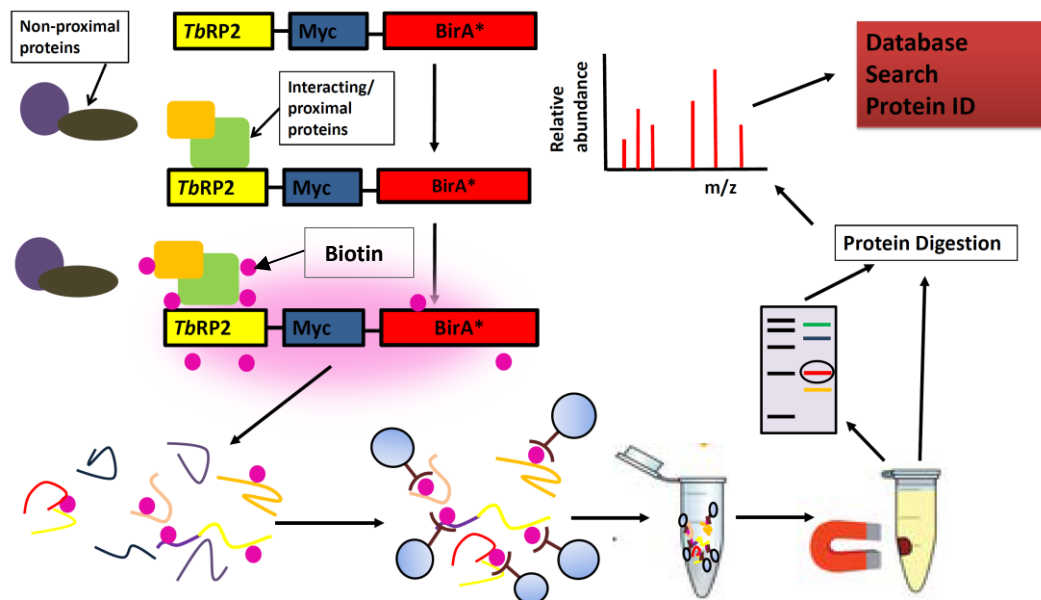 Non-proximal
proteins
TbRP2 Myc BirA*
Interacting/
proximal
proteins
TbRP2 Myc BirA*
Biotin
TbRP2 Myc BirA*
Relative
abundance
m/z
Database
Search
Protein ID
Protein Digestion